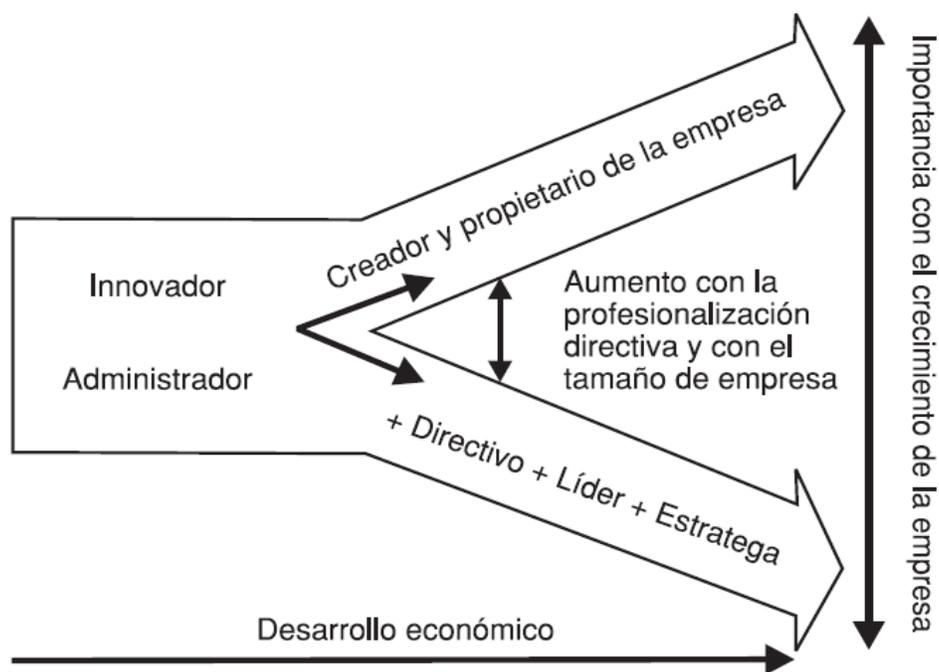 Innovador
Administrador
Creador y propietario de la empresa
Aumento con la
profesionalización
directiva y con el
tamaño de empresa
+ Directivo + Líder + Estratega
Desarrollo económico
Importancia con el crecimiento de la empresa